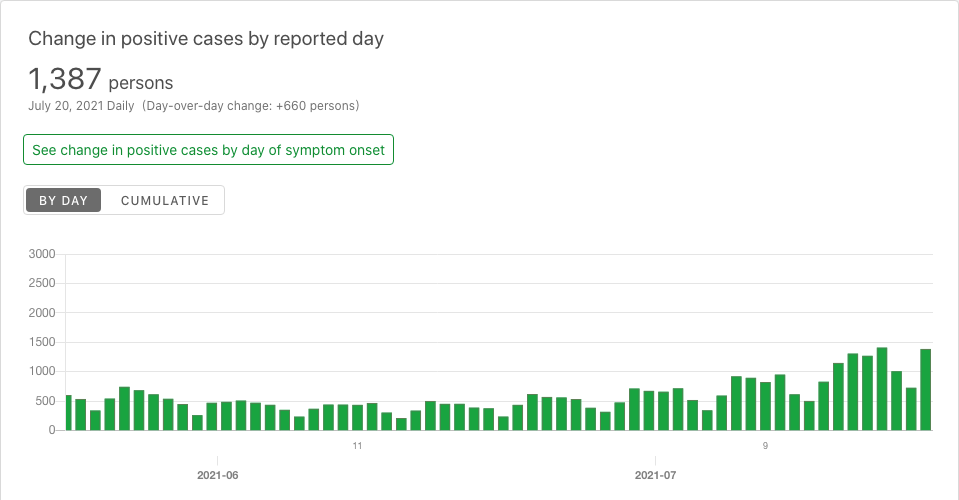 Change in positive cases by reported day
1,387 persons
July 20, 2021 Daily (Day-over-day change: +660 persons)
See change in positive cases by day of symptom onset
BY DAY CUMULATIVE
3000
2500
2000
1500
1000
500
0
11 9
2021-06 2021-07